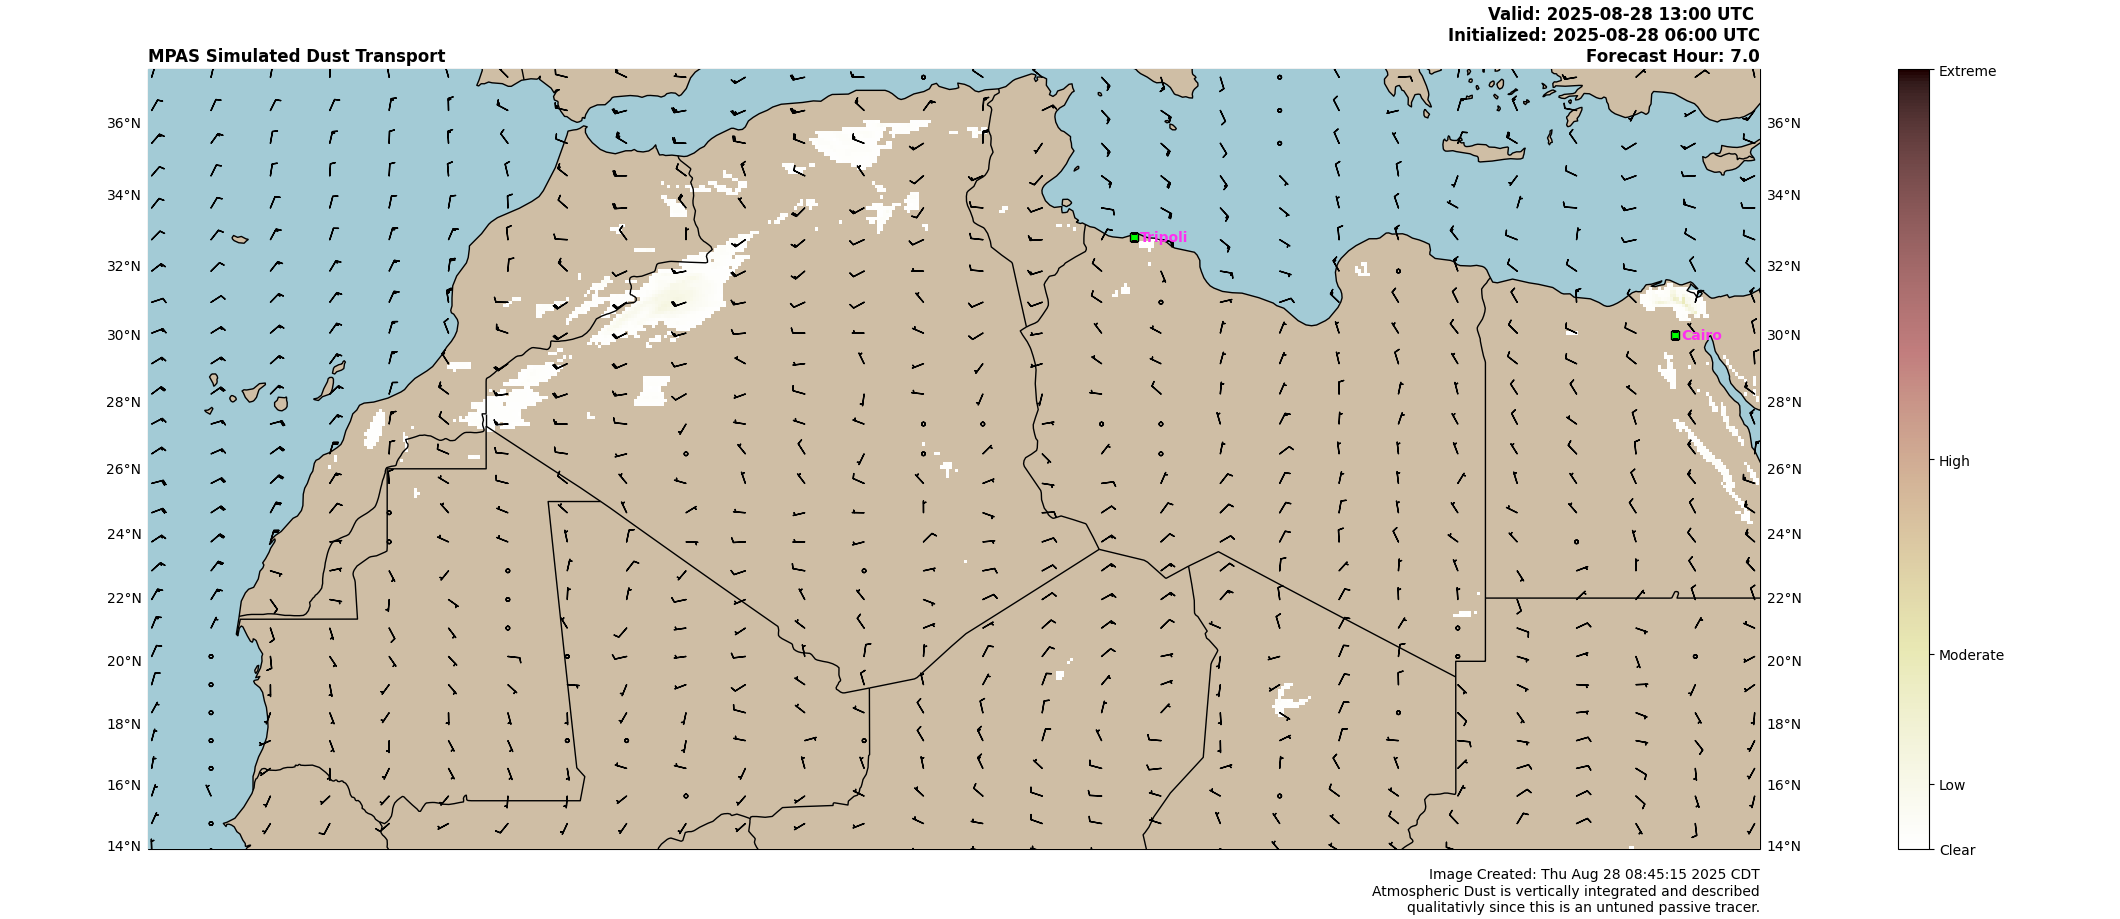 Valid: 2025-08-28 13:00 UTC
Initialized: 2025-08-28 06:00 UTC
MPAS Simulated Dust Transport
Forecast Hour: 7.0
Extreme
36°N
36°N
34°N
34°N
Tripoli
32°N
32°N
30°N
Cairo
30°N
28°N
28°N
26°N
26°N
High
24°N
24°N
22°N
22°N
20°N
20°N
Moderate
18°N
18°N
16°N
16°N
Low
14°N
14°N
Clear
Image Created: Thu Aug 28 08:45:15 2025 CDT
Atmospheric Dust is vertically integrated and described
qualitativly since this is an untuned passive tracer.